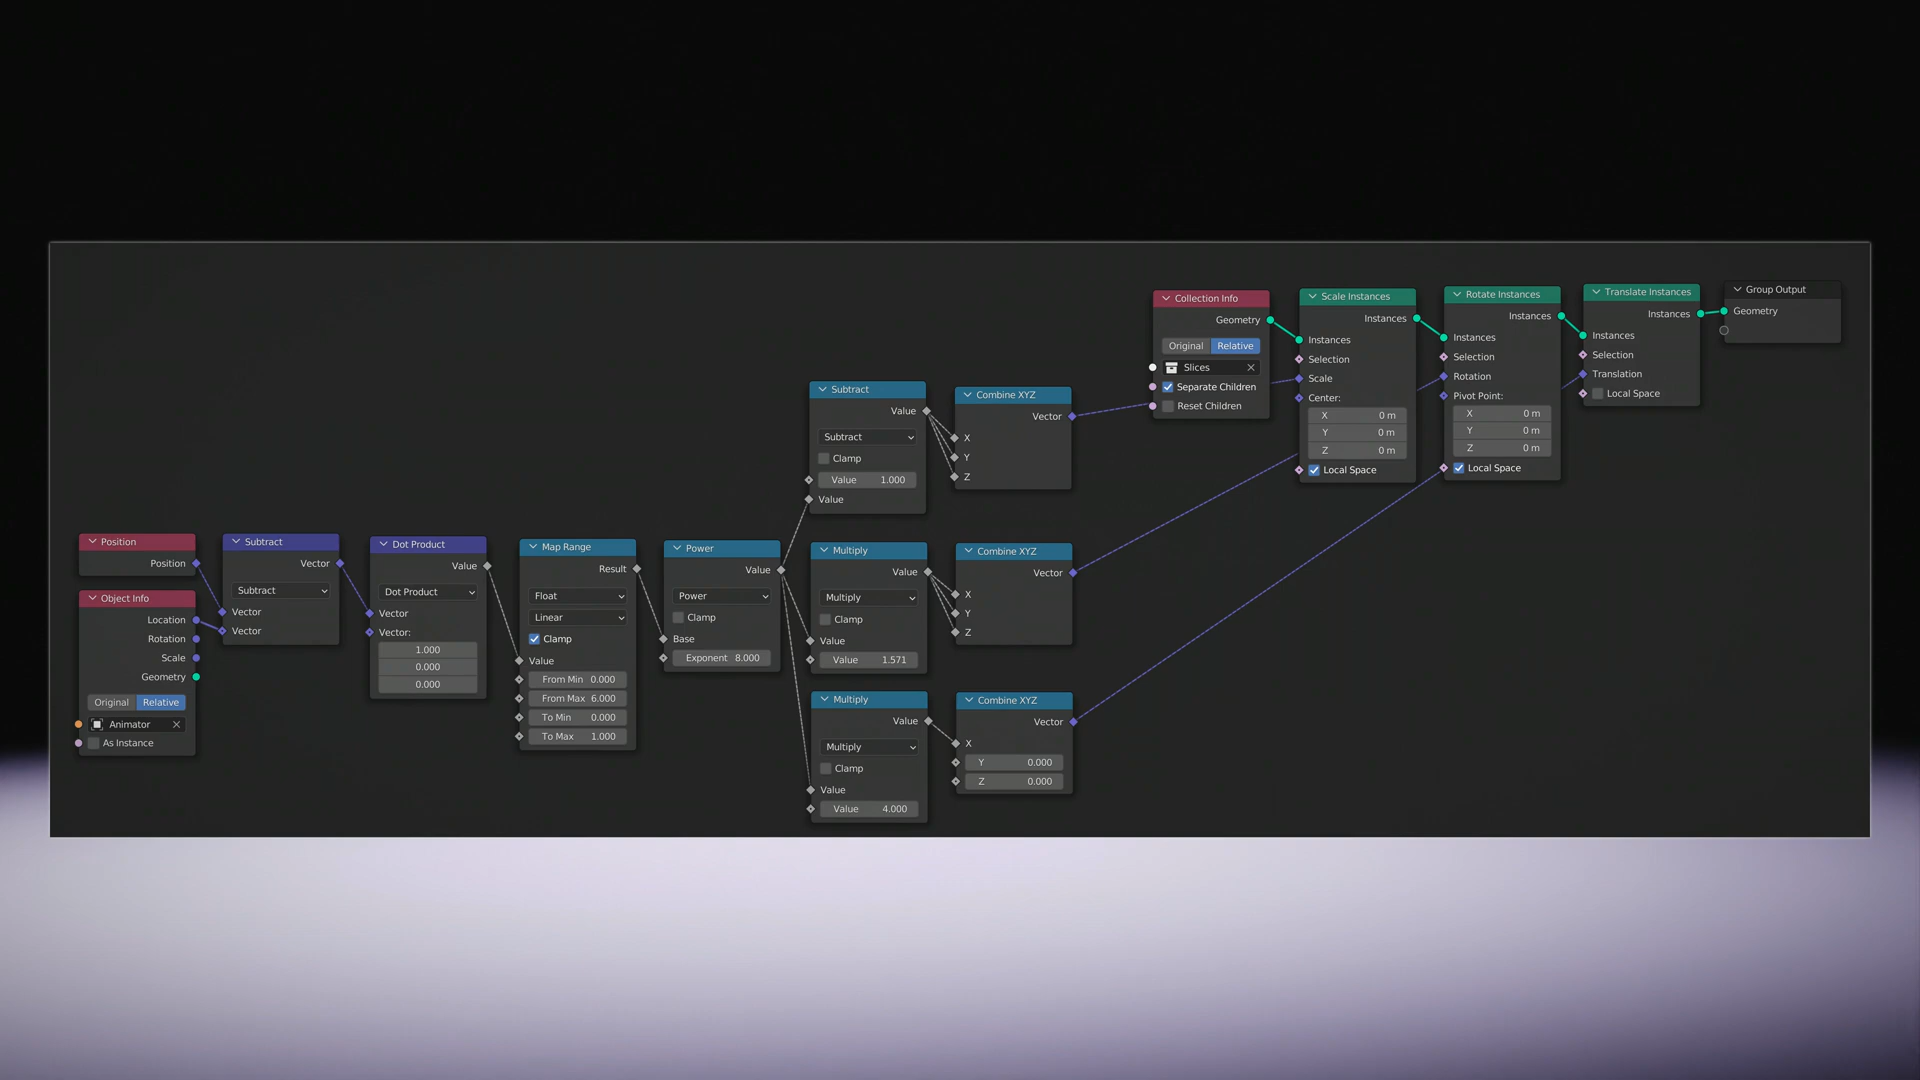 Position
Position
Object Info
Location
Rotation
Scale
Geometry
Original Relative
Animator
As Instance
Subtract
Vector
Subtract
Vector
Vector
Dot Product
Value
Dot Product
Vector
Vector:
1.000
0.000
0.000
Map Range
Result
Float
Linear
Clamp
Value
From Min 0.000
From Max 6.000
To Min 0.000
To Max 1.000
Power
Value
Power
Clamp
Base
Exponent 8.000
Subtract
Value
Subtract
Clamp
Value 1.000
Value
Multiply
Value
Multiply
Clamp
Value
Value 1.571
Multiply
Value
Multiply
Clamp
Value
Value 4.000
Combine XYZ
Vector
X
Y
Z
Combine XYZ
Vector
X
Y
Z
Combine XYZ
Vector
X
Y 0.000
Z 0.000
Collection Info
Geometry
Original Relative
Slices
Separate Children
Reset Children
Scale Instances
Instances
Instances
Selection
Scale
Center:
X 0 m
Y 0 m
Z 0 m
Local Space
Rotate Instances
Instances
Instances
Selection
Rotation
Pivot Point:
X 0 m
Y 0 m
Z 0 m
Local Space
Translate Instances
Instances
Instances
Selection
Translation
Local Space
Group Output
Geometry